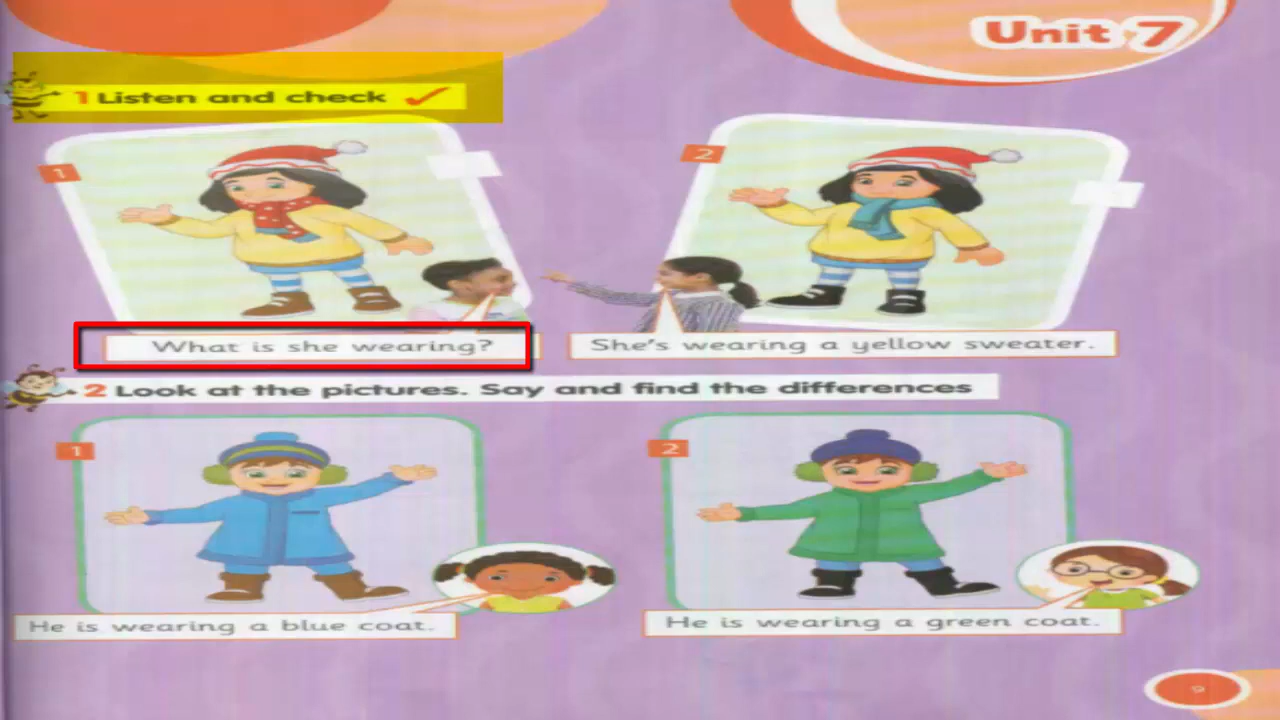 Unit 7
1 Listen and check
1
2
What is she wearing?
She's wearing a yellow sweater.
2 Look at the pictures. Say and find the differences
1
2
He is wearing a blue coat.
He is wearing a green coat.
9